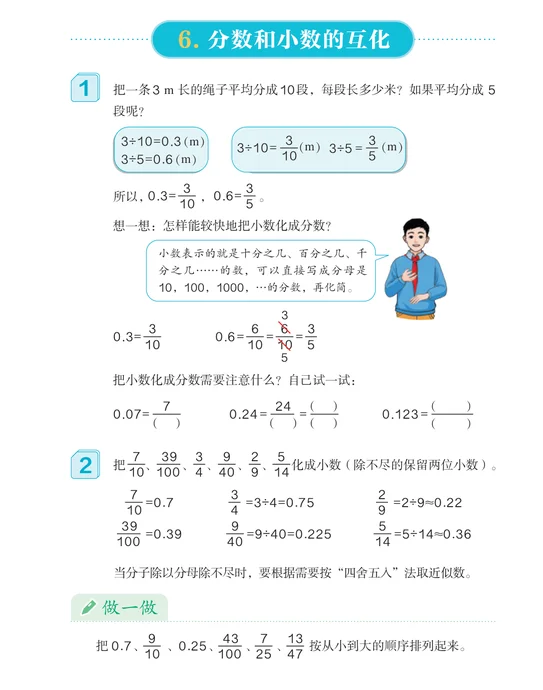 6. 分数和小数的互化
1 把一条3 m 长的绳子平均分成10段，每段长多少米？如果平均分成 5
段呢？
3÷10=0.3(m)
3÷5=0.6(m)
3÷10=3/10(m) 3÷5=3/5(m)
所以，0.3=3/10，0.6=3/5。
想一想：怎样能较快地把小数化成分数？
小数表示的就是十分之几、百分之几、千
分之几……的数，可以直接写成分母是
10，100，1000，…的分数，再化简。
0.3=3/10 0.6=6/10=6/10=3/5
3
5
把小数化成分数需要注意什么？自己试一试：
0.07=7/( ) 0.24=24/( )=( )/( ) 0.123=( )/( )
2 把7/10、39/100、3/4、9/40、2/9、5/14化成小数（除不尽的保留两位小数）。
7/10=0.7 3/4=3÷4=0.75 2/9=2÷9≈0.22
39/100=0.39 9/40=9÷40=0.225 5/14=5÷14≈0.36
当分子除以分母除不尽时，要根据需要按“四舍五入”法取近似数。
做一做
把 0.7、9/10、0.25、43/100、7/25、13/47 按从小到大的顺序排列起来。